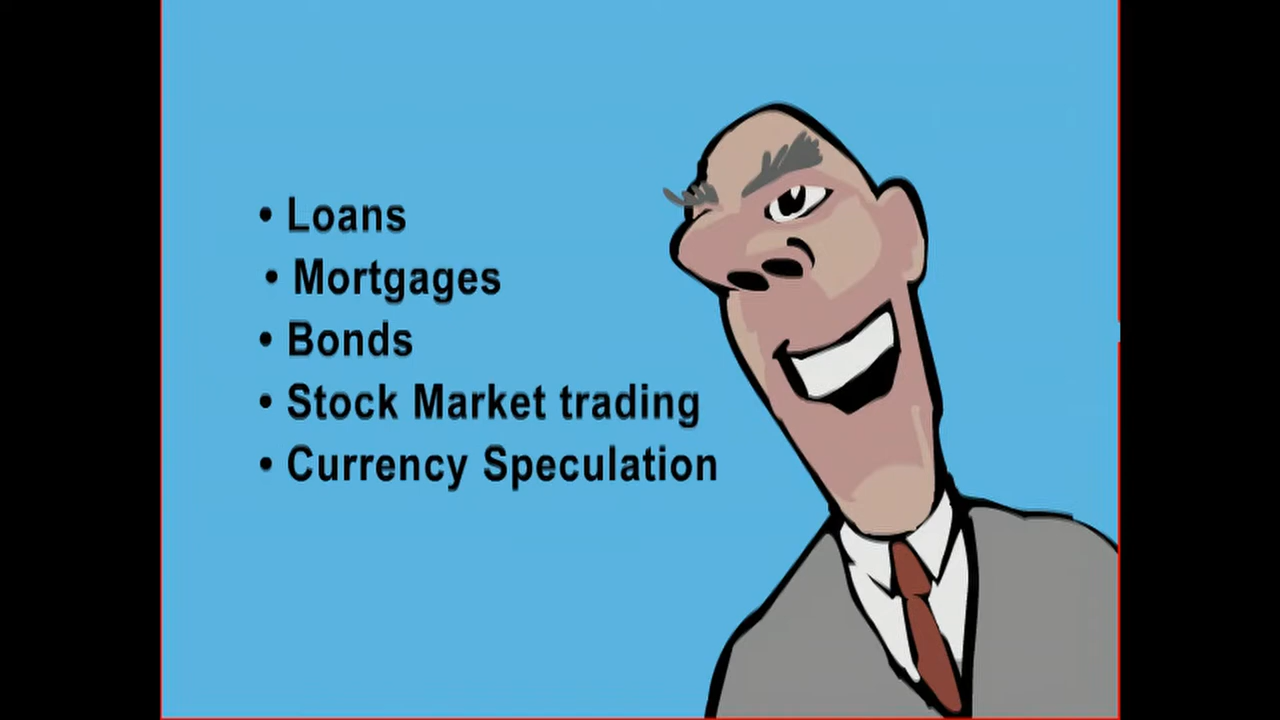 • Loans
• Mortgages
• Bonds
• Stock Market trading
• Currency Speculation